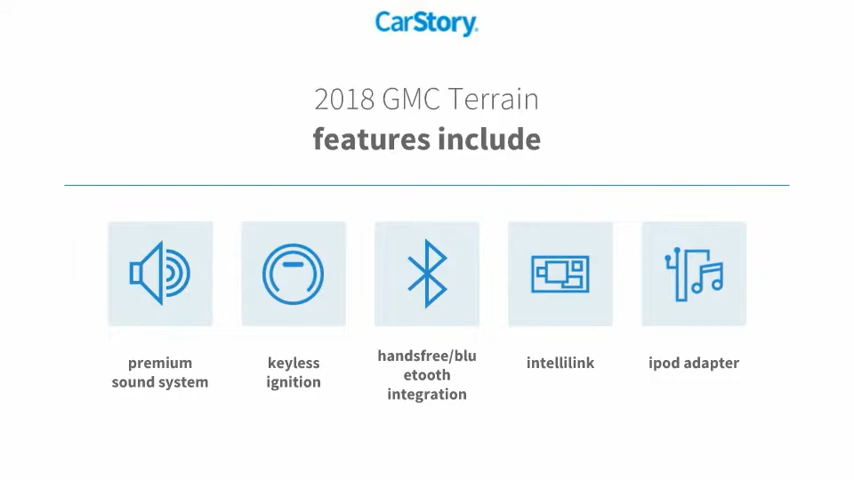 CarStory.
2018 GMC Terrain
features include
premium
sound system
keyless
ignition
handsfree/blu
etooth
integration
intellilink
ipod adapter